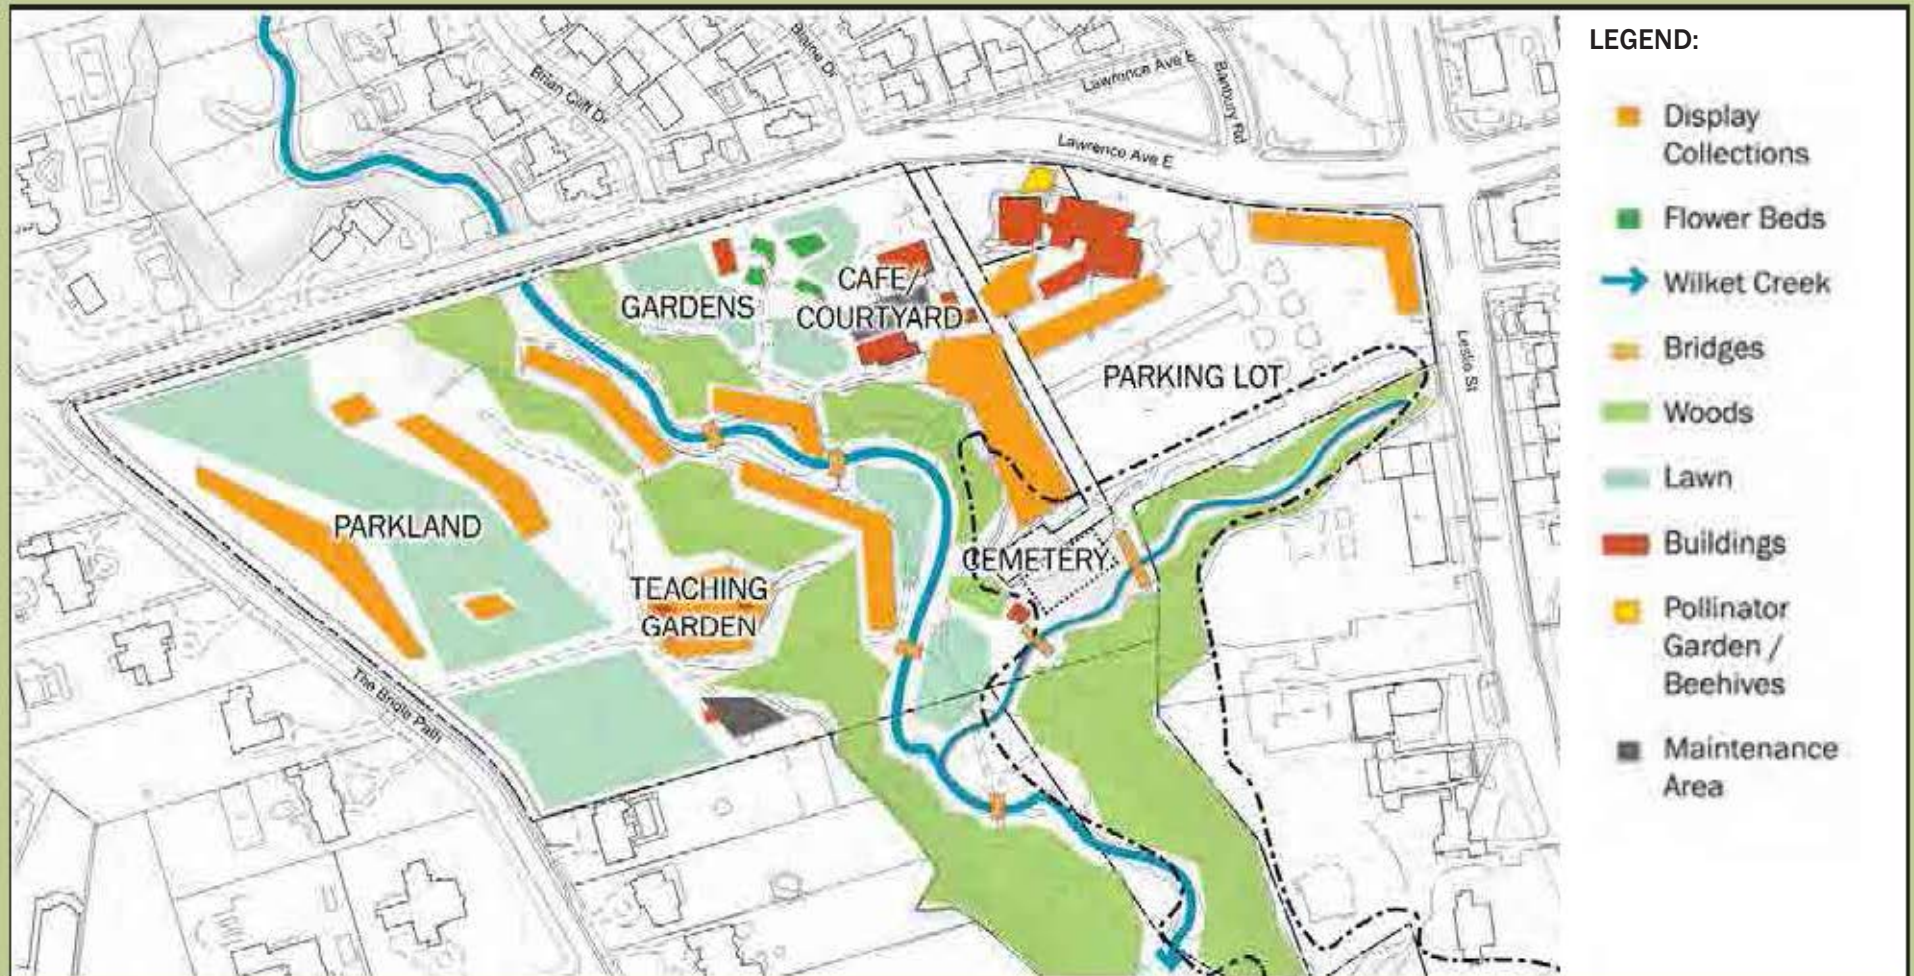 Brian Cliff Dr
Blaine Dr
Lawrence Ave E
Banbury Rd
Lawrence Ave E
GARDENS
CAFE/
COURTYARD
PARKING LOT
Leslie St
PARKLAND
TEACHING
GARDEN
CEMETERY
The Bridle Path
LEGEND:
Display
Collections
Flower Beds
Wilket Creek
Bridges
Woods
Lawn
Buildings
Pollinator
Garden /
Beehives
Maintenance
Area